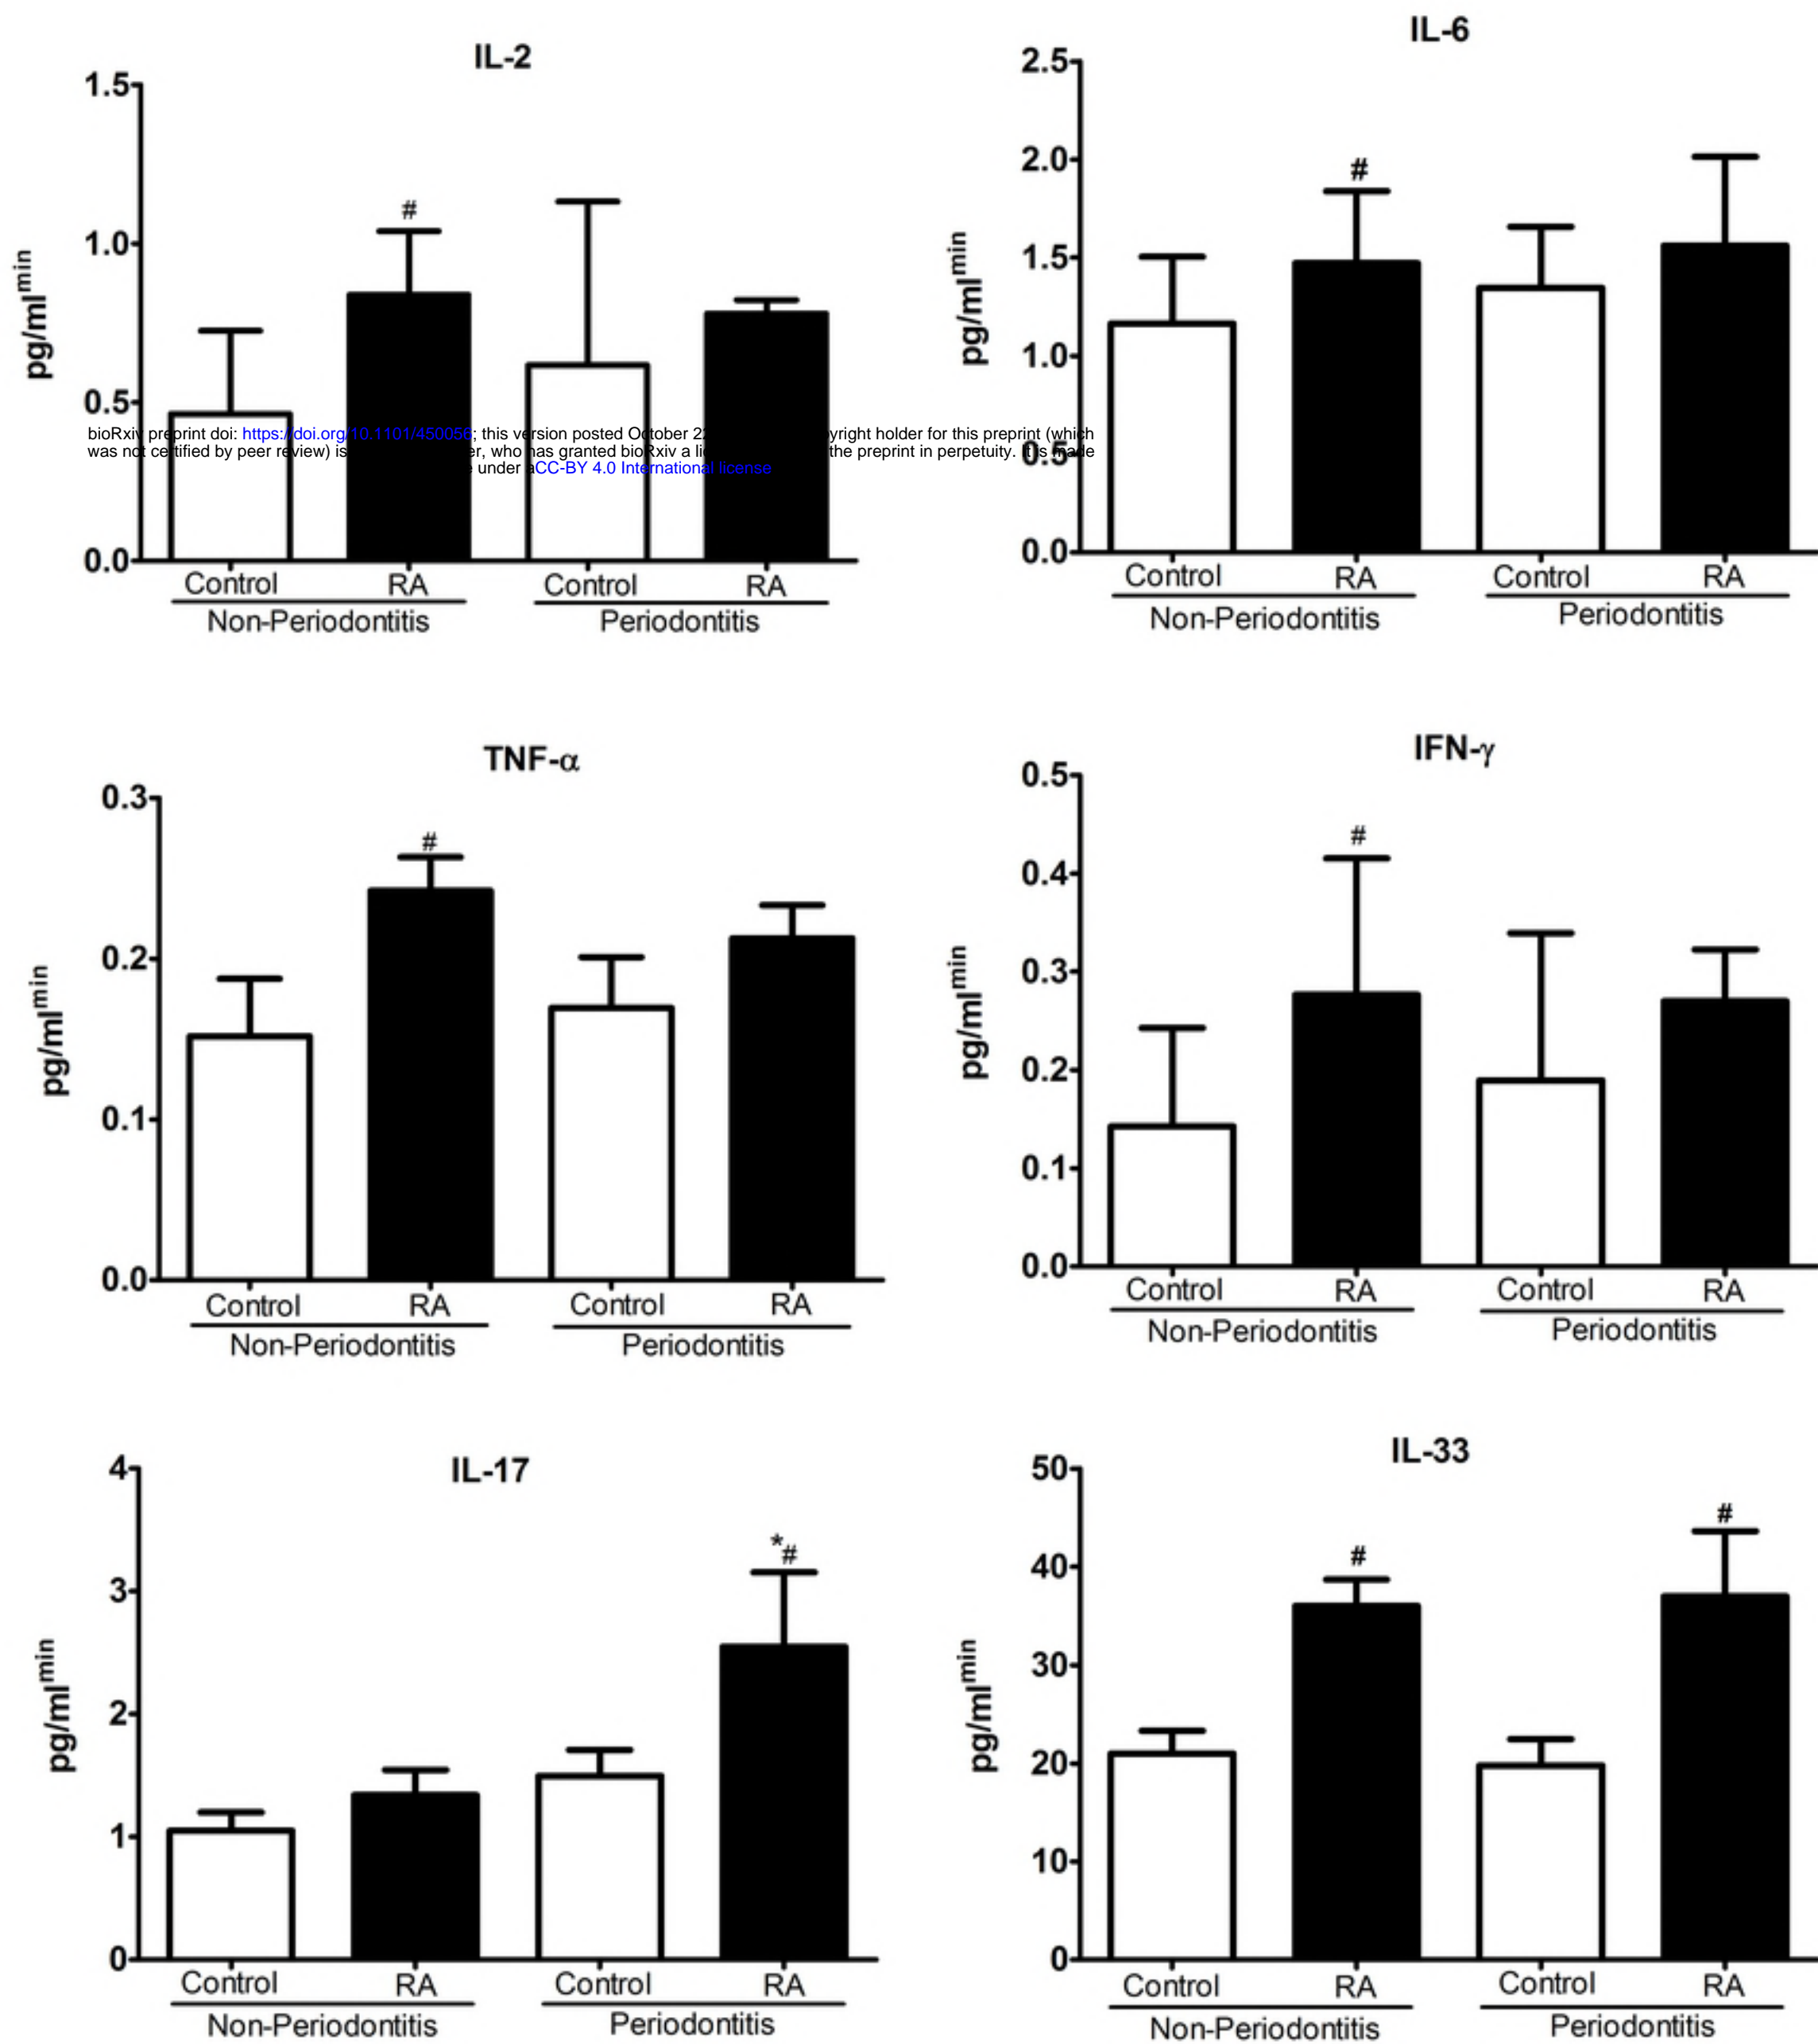 IL-2
1.5
1.0
0.5
0.0
pg/ml^min
#
Control RA Control RA
Non-Periodontitis Periodontitis
IL-6
2.5
2.0
1.5
1.0
0.5
0.0
pg/ml^min
#
Control RA Control RA
Non-Periodontitis Periodontitis
bioRxiv preprint doi: https://doi.org/10.1101/450056; this version posted October 22 yright holder for this preprint (which
was not certified by peer review) is er, who has granted bioRxiv a li the preprint in perpetuity. It is made
under aCC-BY 4.0 International license
TNF-α
0.3
0.2
0.1
0.0
pg/ml^min
#
Control RA Control RA
Non-Periodontitis Periodontitis
IFN-γ
0.5
0.4
0.3
0.2
0.1
0.0
pg/ml^min
#
Control RA Control RA
Non-Periodontitis Periodontitis
IL-17
4
3
2
1
0
pg/ml^min
*#
Control RA Control RA
Non-Periodontitis Periodontitis
IL-33
50
40
30
20
10
0
pg/ml^min
# #
Control RA Control RA
Non-Periodontitis Periodontitis